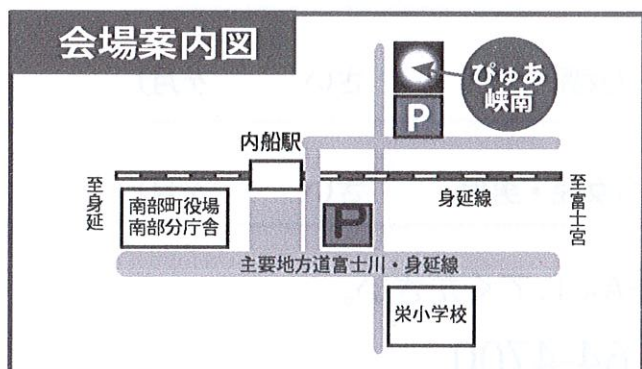 会場案内図
ぴゅあ
峡南
P
内船駅
至身延
身延線
至富士宮
南部町役場
南部分庁舎
P
主要地方道富士川・身延線
栄小学校